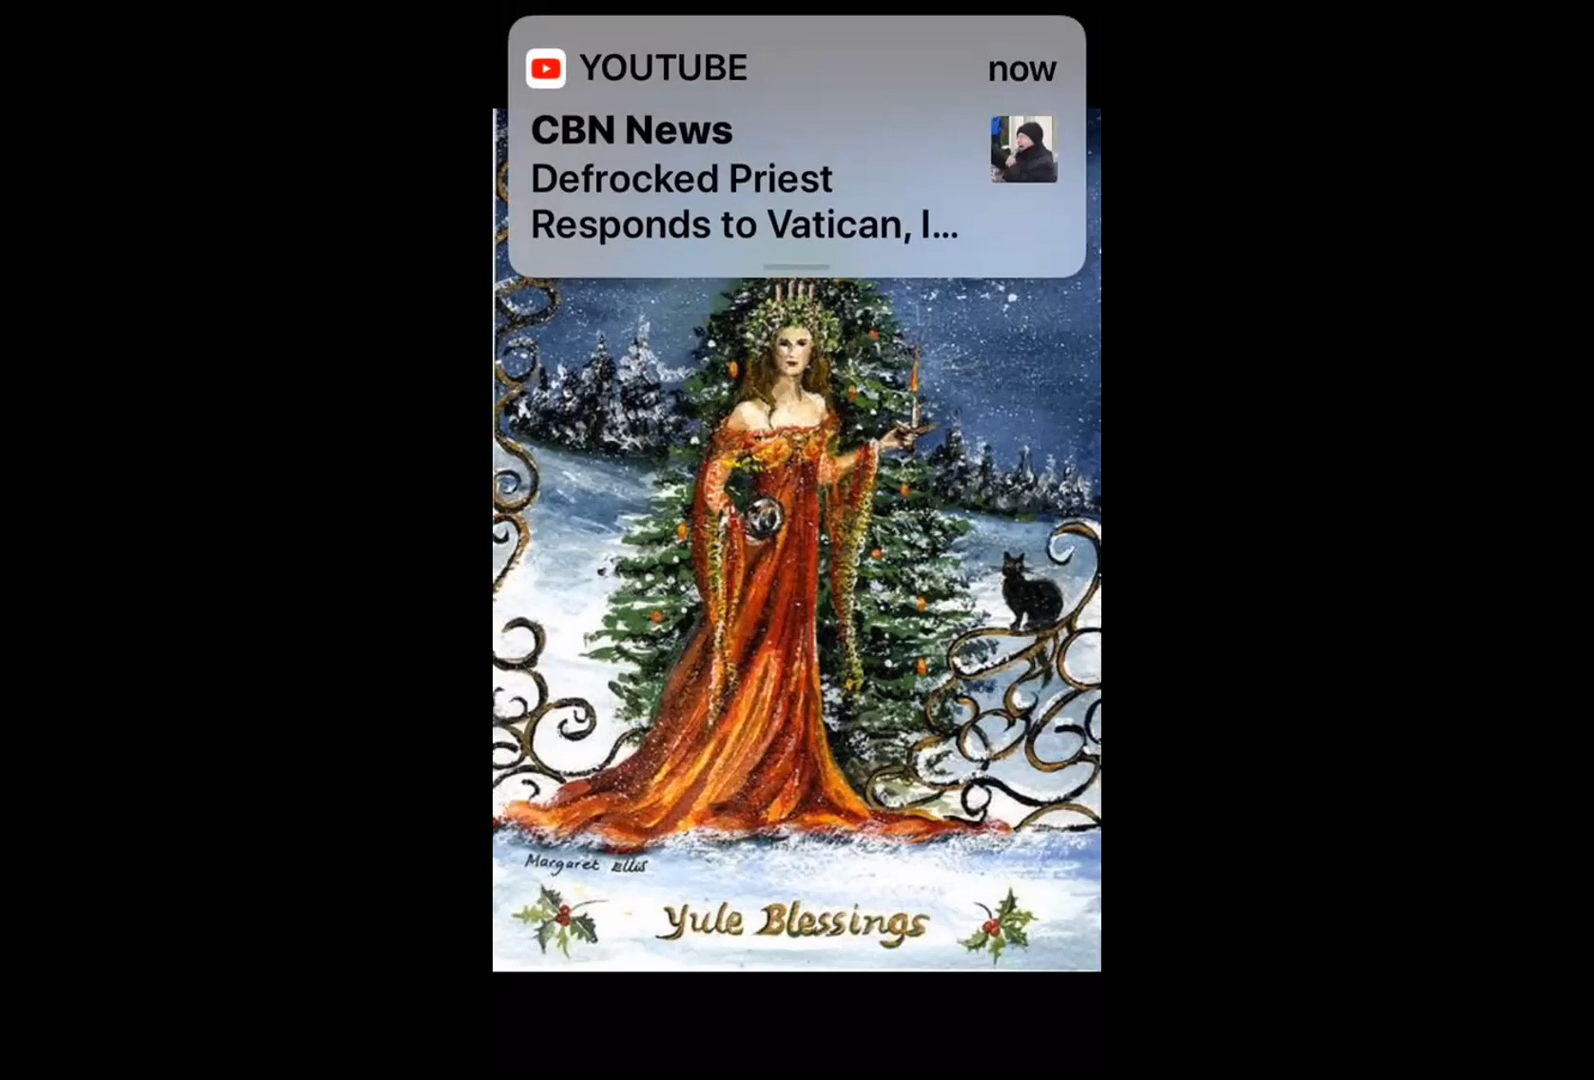 YOUTUBE
now
CBN News
Defrocked Priest
Responds to Vatican, I...
Margaret Ellis
Yule Blessings